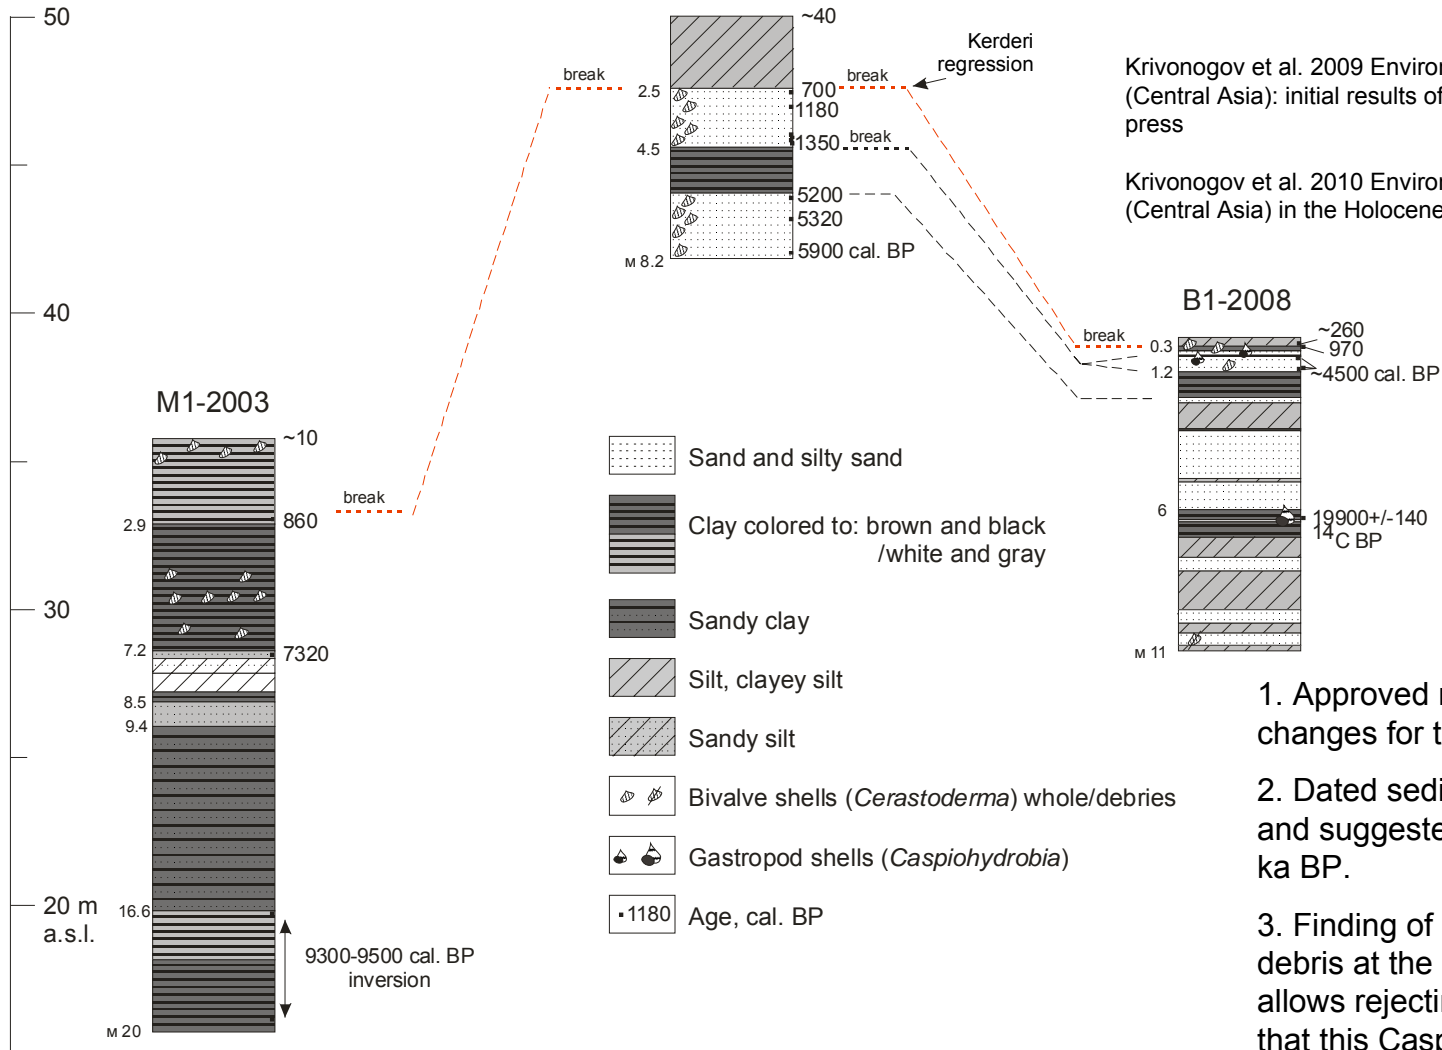 50
40
30
20 m
a.s.l.
M1-2003
~10
860
2.9
7.2
7320
8.5
9.4
16.6
9300-9500 cal. BP
inversion
м 20
break
break
~40
2.5
700
1180
1350
4.5
5200
5320
5900 cal. BP
м 8.2
break
break
Kerderi
regression
break
B1-2008
~260
0.3
970
1.2
~4500 cal. BP
6
19900+/-140
14C BP
м 11
Sand and silty sand
Clay colored to: brown and black
/white and gray
Sandy clay
Silt, clayey silt
Sandy silt
Bivalve shells (Cerastoderma) whole/debries
Gastropod shells (Caspiohydrobia)
1180 Age, cal. BP
Krivonogov et al. 2009 Environ
(Central Asia): initial results of
press
Krivonogov et al. 2010 Environ
(Central Asia) in the Holocene
1. Approved
changes for t
2. Dated sedi
and suggeste
ka BP.
3. Finding of
debris at the
allows rejectin
that this Casp